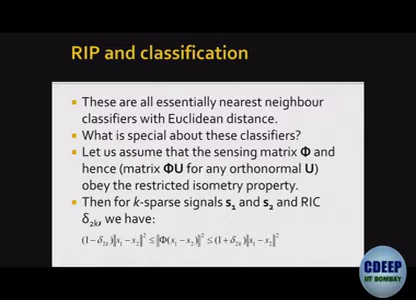 RIP and classification
These are all essentially nearest neighbour
classifiers with Euclidean distance.
What is special about these classifiers?
Let us assume that the sensing matrix Φ and
hence (matrix ΦU for any orthonormal U)
obey the restricted isometry property.
Then for k-sparse signals s₁ and s₂ and RIC
δ₂ₖ, we have:
(1−δ₂ₖ)‖s₁−s₂‖² ≤ ‖Φ(s₁−s₂)‖² ≤ (1+δ₂ₖ)‖s₁−s₂‖²
CDEEP
IIT BOMBAY